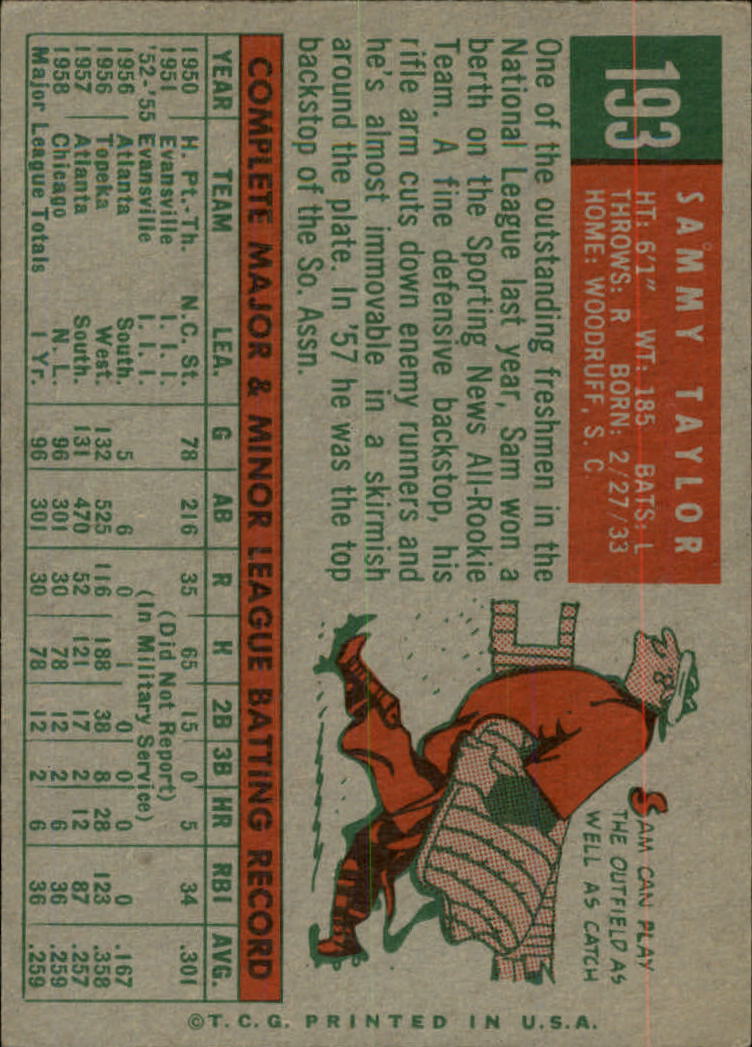 193
SAMMY TAYLOR
HT: 6'1" WT: 185 BATS: L
THROWS: R BORN: 2/27/33
HOME: WOODRUFF, S. C.
One of the outstanding freshmen in the
National League last year, Sam won a
berth on the Sporting News All-Rookie
Team. A fine defensive backstop, his
rifle arm cuts down enemy runners and
he's almost immovable in a skirmish
around the plate. In '57 he was the top
backstop of the So. Assn.
SAM CAN PLAY
THE OUTFIELD AS
WELL AS CATCH
COMPLETE MAJOR & MINOR LEAGUE BATTING RECORD
YEAR TEAM LEA. G AB R H 2B 3B HR RBI AVG.
1950 H. Pt.-Th. N.C. St. 78 216 35 65 15 0 5 34 .301
1951 Evansville I. I. I. (Did Not Report)
'52-'55 Evansville I. I. I. (In Military Service)
1956 Atlanta South. 5 6 0 1 0 0 0 0 .167
1956 Topeka West. 132 525 116 188 38 8 28 123 .358
1957 Atlanta South. 131 470 52 121 17 2 12 87 .257
1958 Chicago N. L. 96 301 30 78 12 2 6 36 .259
Major League Totals 1 Yr. 96 301 30 78 12 2 6 36 .259
©T. C. G. PRINTED IN U.S.A.